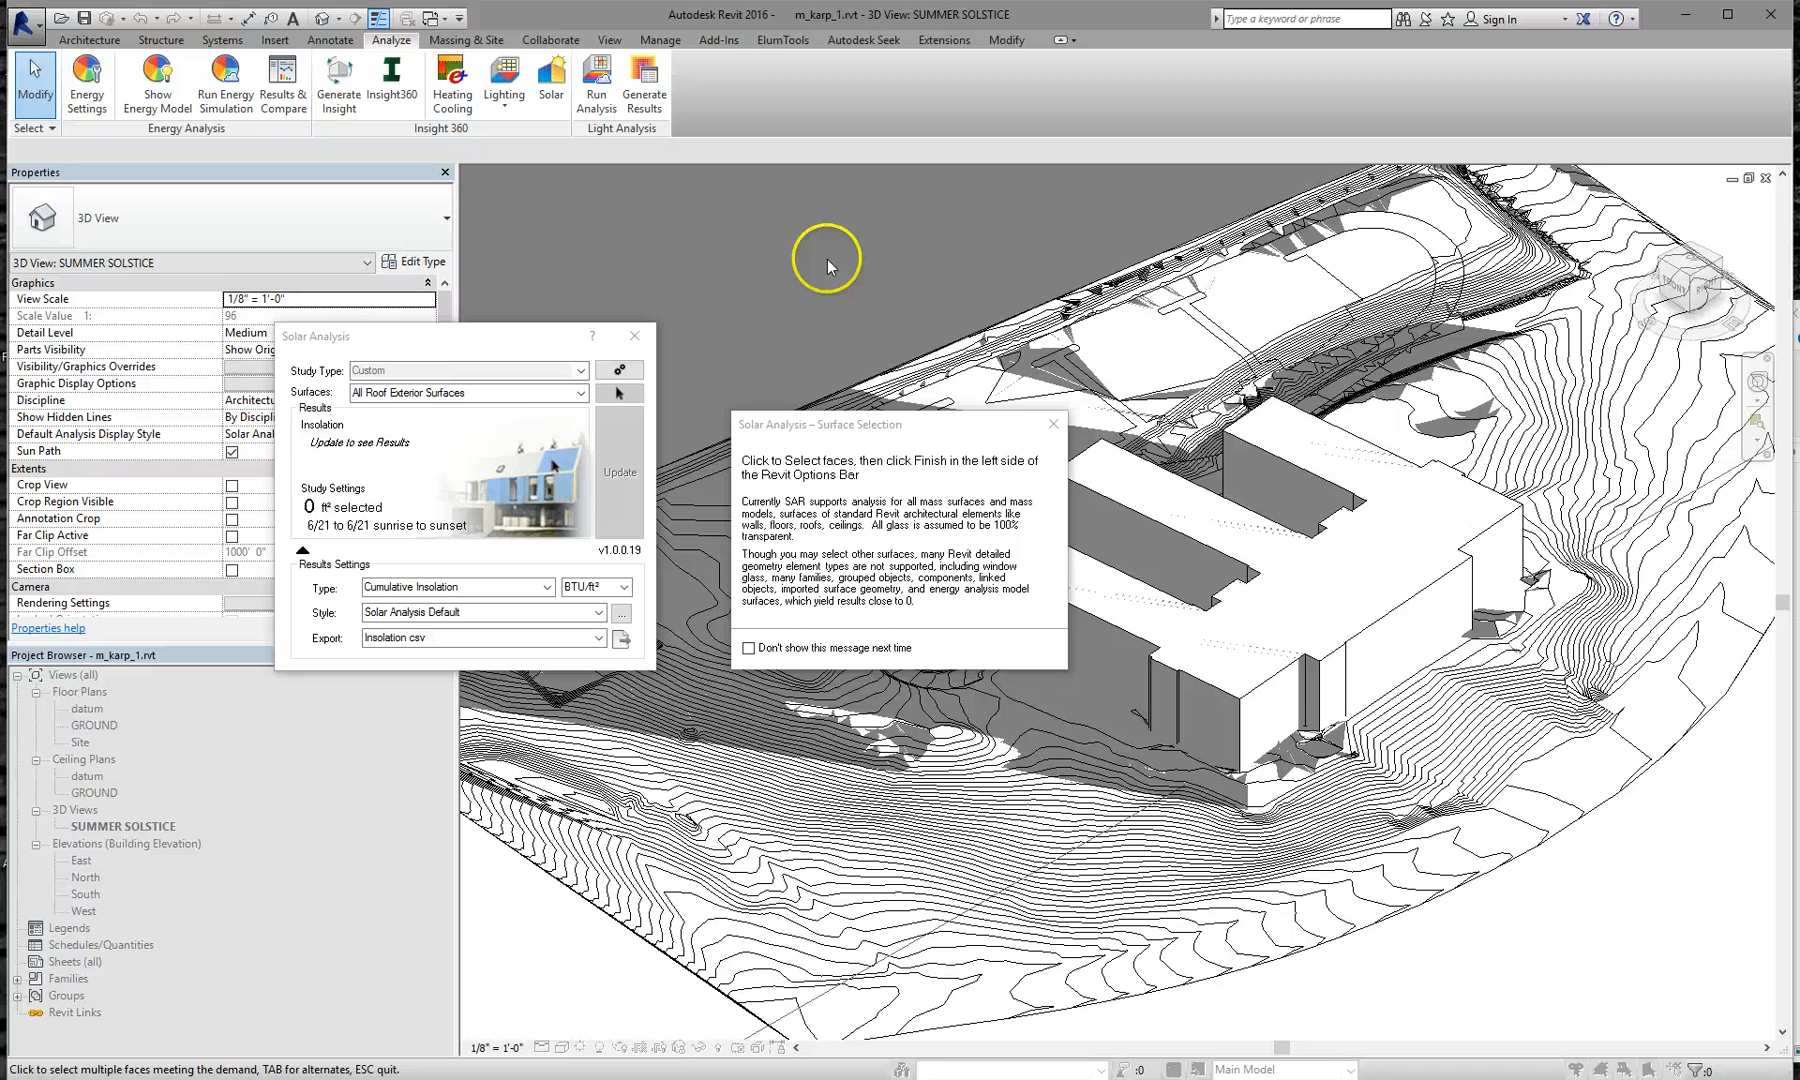 Autodesk Revit 2016 - m_karp_1.rvt - 3D View: SUMMER SOLSTICE
Type a keyword or phrase
Sign In
Architecture Structure Systems Insert Annotate Analyze Massing & Site Collaborate View Manage Add-Ins ElumTools Autodesk Seek Extensions Modify
Modify
Energy Settings
Show Energy Model
Run Energy Simulation
Results & Compare
Generate Insight
Insight360
Heating Cooling
Lighting
Solar
Run Analysis
Generate Results
Select
Energy Analysis
Insight 360
Light Analysis
Properties
3D View
3D View: SUMMER SOLSTICE
Edit Type
Graphics
View Scale 1/8" = 1'-0"
Scale Value 1: 96
Detail Level Medium
Parts Visibility Show Orig
Visibility/Graphics Overrides
Graphic Display Options
Discipline Architectu
Show Hidden Lines By Discipli
Default Analysis Display Style Solar Anal
Sun Path
Extents
Crop View
Crop Region Visible
Annotation Crop
Far Clip Active
Far Clip Offset 1000' 0"
Section Box
Camera
Rendering Settings
Properties help
Project Browser - m_karp_1.rvt
Views (all)
Floor Plans
datum
GROUND
Site
Ceiling Plans
datum
GROUND
3D Views
SUMMER SOLSTICE
Elevations (Building Elevation)
East
North
South
West
Legends
Schedules/Quantities
Sheets (all)
Families
Groups
Revit Links
Solar Analysis
?
Study Type: Custom
Surfaces: All Roof Exterior Surfaces
Results
Insolation
Update to see Results
Update
Study Settings
0 ft² selected
6/21 to 6/21 sunrise to sunset
v1.0.0.19
Results Settings
Type: Cumulative Insolation BTU/ft²
Style: Solar Analysis Default
...
Export: Insolation csv
Solar Analysis – Surface Selection
Click to Select faces, then click Finish in the left side of
the Revit Options Bar
Currently SAR supports analysis for all mass surfaces and mass
models, surfaces of standard Revit architectural elements like
walls, floors, roofs, ceilings. All glass is assumed to be 100%
transparent.
Though you may select other surfaces, many Revit detailed
geometry element types are not supported, including window
glass, many families, grouped objects, components, linked
objects, imported surface geometry, and energy analysis model
surfaces, which yield results close to 0.
Don't show this message next time
FRONT
1/8" = 1'-0"
Click to select multiple faces meeting the demand, TAB for alternates, ESC quit.
:0
Main Model
:0